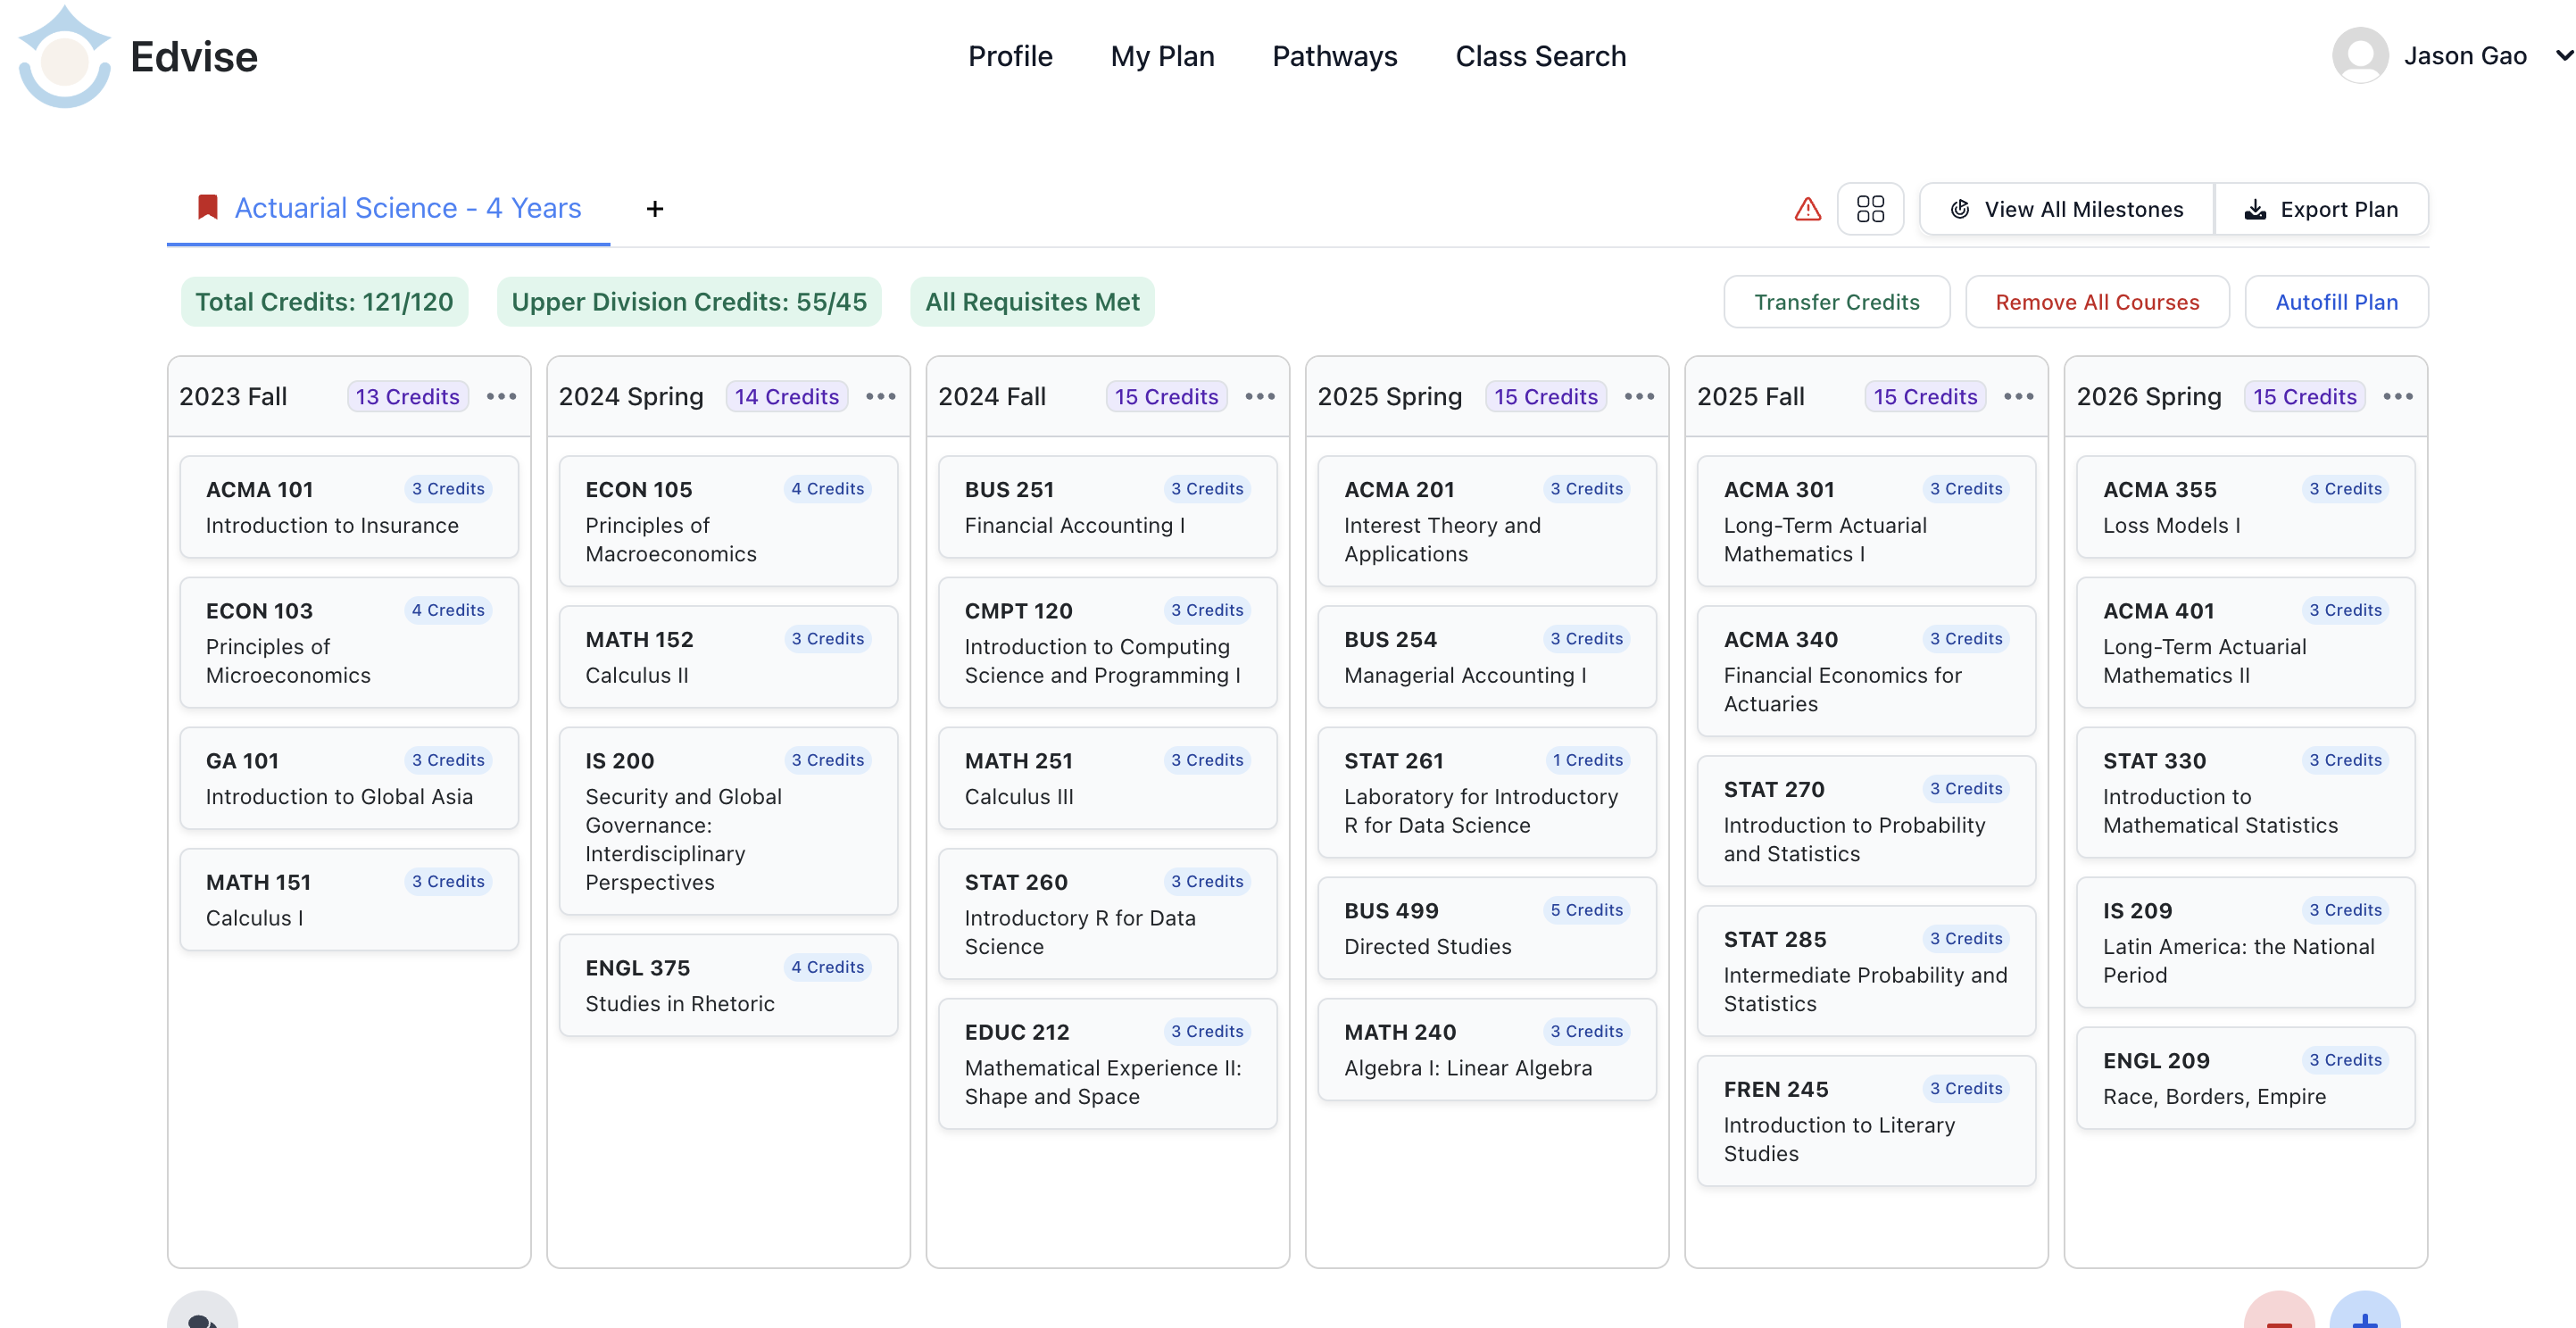 Edvise
Profile
My Plan
Pathways
Class Search
Jason Gao
Actuarial Science - 4 Years
+
View All Milestones
Export Plan
Total Credits: 121/120
Upper Division Credits: 55/45
All Requisites Met
Transfer Credits
Remove All Courses
Autofill Plan
2023 Fall
13 Credits
ACMA 101
3 Credits
Introduction to Insurance
ECON 103
4 Credits
Principles of
Microeconomics
GA 101
3 Credits
Introduction to Global Asia
MATH 151
3 Credits
Calculus I
2024 Spring
14 Credits
ECON 105
4 Credits
Principles of
Macroeconomics
MATH 152
3 Credits
Calculus II
IS 200
3 Credits
Security and Global
Governance:
Interdisciplinary
Perspectives
ENGL 375
4 Credits
Studies in Rhetoric
2024 Fall
15 Credits
BUS 251
3 Credits
Financial Accounting I
CMPT 120
3 Credits
Introduction to Computing
Science and Programming I
MATH 251
3 Credits
Calculus III
STAT 260
3 Credits
Introductory R for Data
Science
EDUC 212
3 Credits
Mathematical Experience II:
Shape and Space
2025 Spring
15 Credits
ACMA 201
3 Credits
Interest Theory and
Applications
BUS 254
3 Credits
Managerial Accounting I
STAT 261
1 Credits
Laboratory for Introductory
R for Data Science
BUS 499
5 Credits
Directed Studies
MATH 240
3 Credits
Algebra I: Linear Algebra
2025 Fall
15 Credits
ACMA 301
3 Credits
Long-Term Actuarial
Mathematics I
ACMA 340
3 Credits
Financial Economics for
Actuaries
STAT 270
3 Credits
Introduction to Probability
and Statistics
STAT 285
3 Credits
Intermediate Probability and
Statistics
FREN 245
3 Credits
Introduction to Literary
Studies
2026 Spring
15 Credits
ACMA 355
3 Credits
Loss Models I
ACMA 401
3 Credits
Long-Term Actuarial
Mathematics II
STAT 330
3 Credits
Introduction to
Mathematical Statistics
IS 209
3 Credits
Latin America: the National
Period
ENGL 209
3 Credits
Race, Borders, Empire